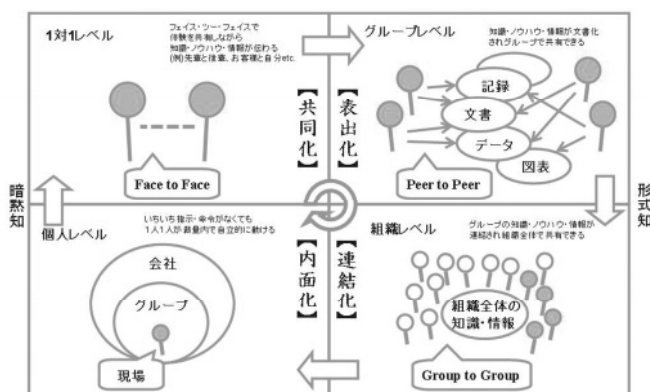 1対1レベル
フェイス・ツー・フェイスで
体験を共有しながら
知識・ノウハウ・情報が伝わる
(例)先輩と後輩、お客様と自分etc.
Face to Face
【共同化】
グループレベル
知識・ノウハウ・情報が文書化
されグループで共有できる
記録
文書
データ
図表
Peer to Peer
【表出化】
暗黙知
形式知
個人レベル
いちいち指示・命令がなくても
1人1人が裁量内で自立的に動ける
会社
グループ
現場
【内面化】
組織レベル
グループの知識・ノウハウ・情報が
連結され組織全体で共有できる
組織全体の
知識・情報
Group to Group
【連結化】